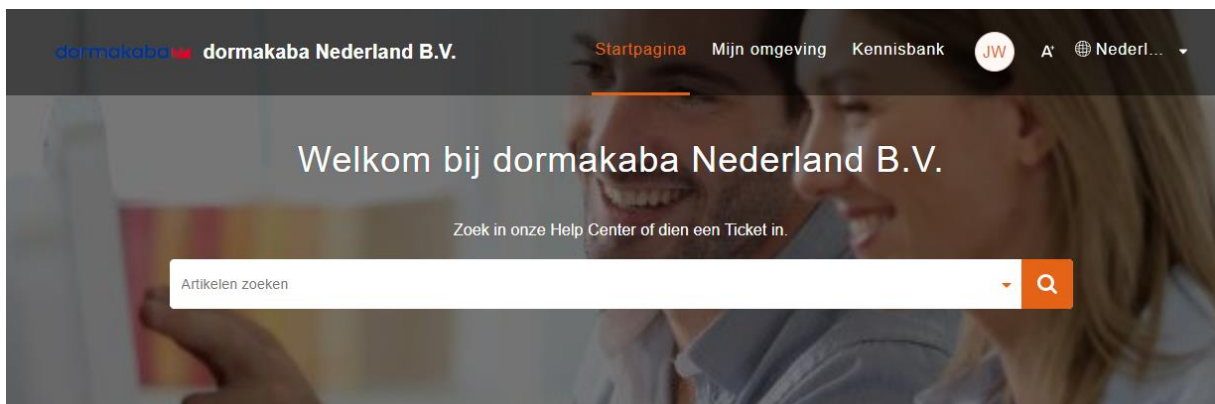 dormakaba dormakaba Nederland B.V. Startpagina Mijn omgeving Kennisbank JW A+ Nederl...
Welkom bij dormakaba Nederland B.V.
Zoek in onze Help Center of dien een Ticket in.
Artikelen zoeken